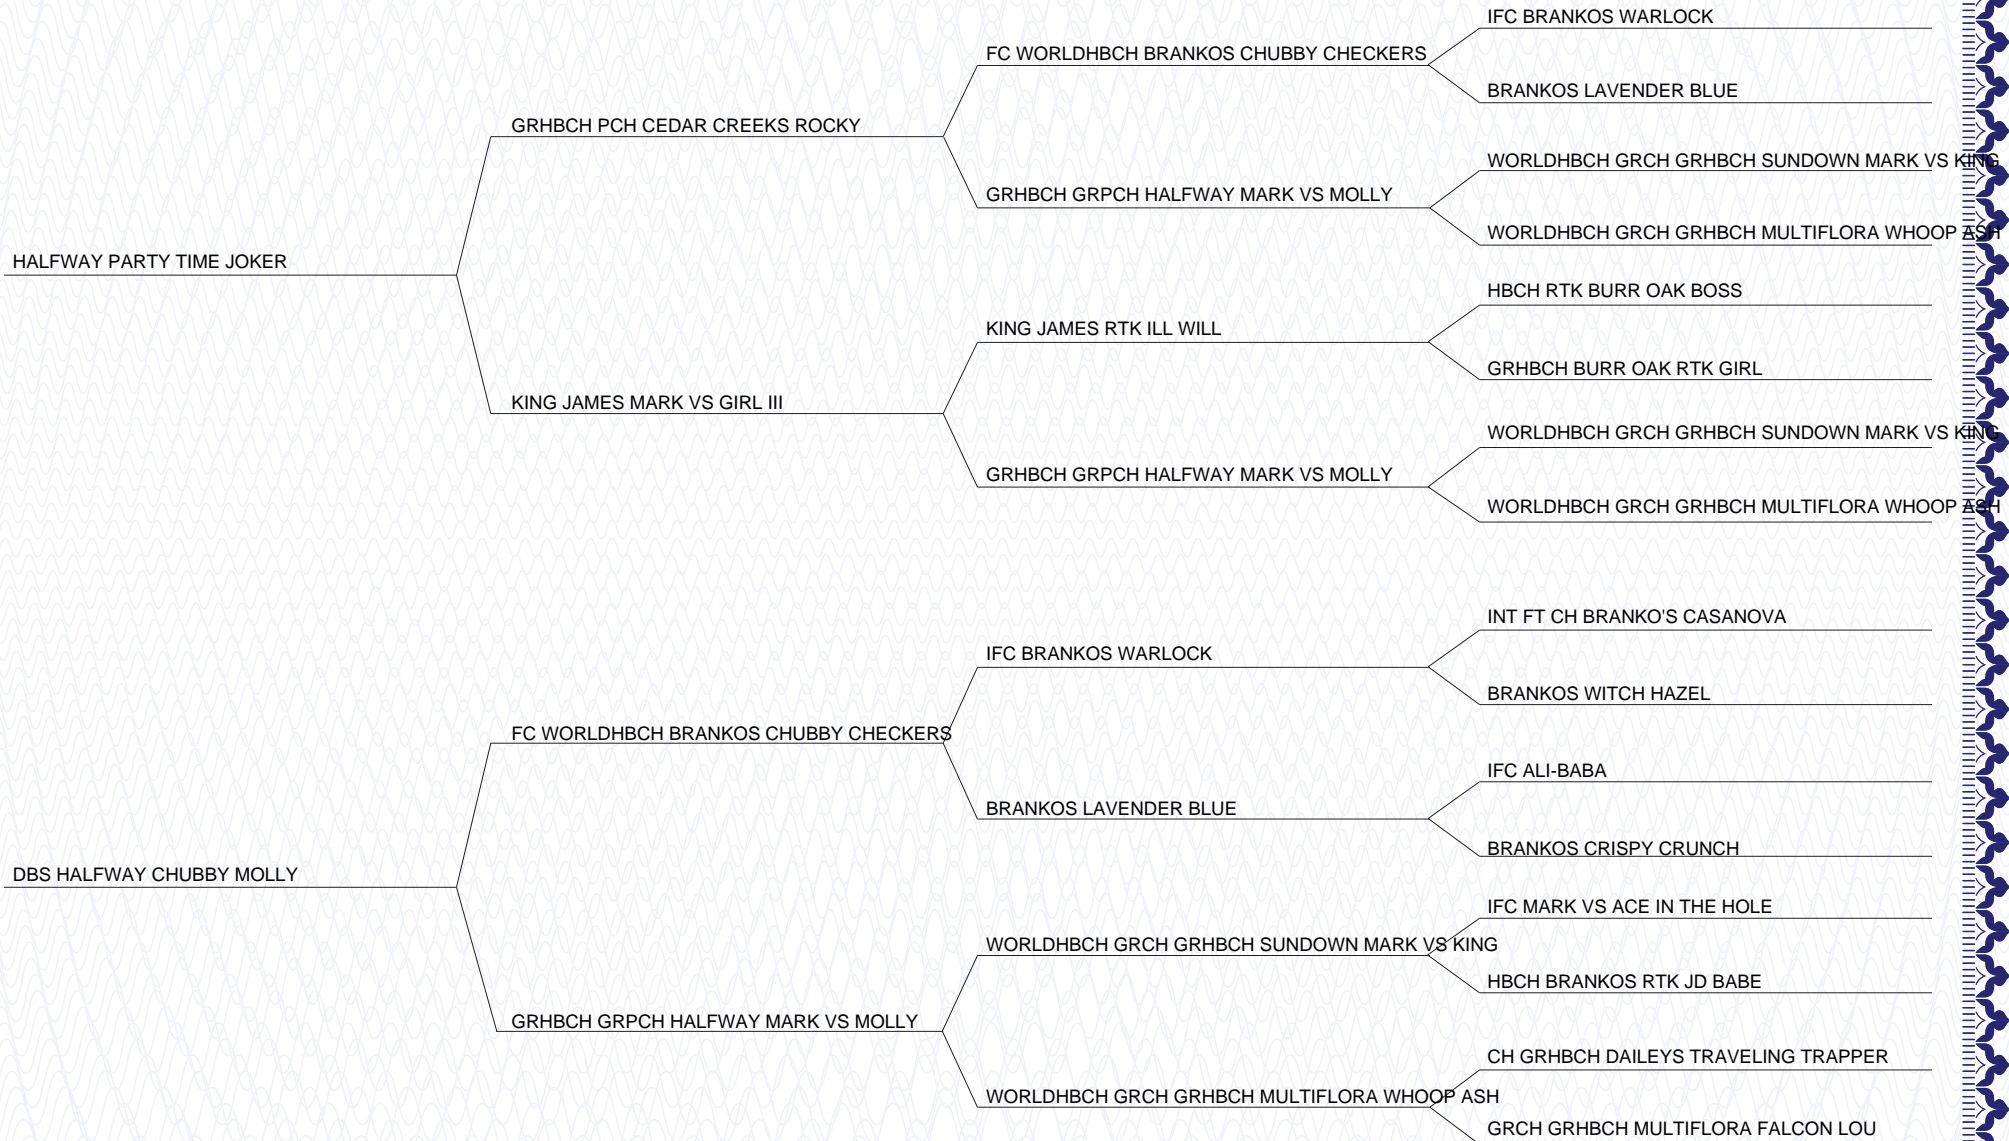 IFC BRANKOS WARLOCK
FC WORLDHBCH BRANKOS CHUBBY CHECKERS
BRANKOS LAVENDER BLUE
GRHBCH PCH CEDAR CREEKS ROCKY
WORLDHBCH GRCH GRHBCH SUNDOWN MARK VS KING
GRHBCH GRPCH HALFWAY MARK VS MOLLY
WORLDHBCH GRCH GRHBCH MULTIFLORA WHOOP ASH
HALFWAY PARTY TIME JOKER
HBCH RTK BURR OAK BOSS
KING JAMES RTK ILL WILL
GRHBCH BURR OAK RTK GIRL
KING JAMES MARK VS GIRL III
WORLDHBCH GRCH GRHBCH SUNDOWN MARK VS KING
GRHBCH GRPCH HALFWAY MARK VS MOLLY
WORLDHBCH GRCH GRHBCH MULTIFLORA WHOOP ASH
INT FT CH BRANKO'S CASANOVA
IFC BRANKOS WARLOCK
BRANKOS WITCH HAZEL
FC WORLDHBCH BRANKOS CHUBBY CHECKERS
IFC ALI-BABA
BRANKOS LAVENDER BLUE
BRANKOS CRISPY CRUNCH
DBS HALFWAY CHUBBY MOLLY
IFC MARK VS ACE IN THE HOLE
WORLDHBCH GRCH GRHBCH SUNDOWN MARK VS KING
HBCH BRANKOS RTK JD BABE
GRHBCH GRPCH HALFWAY MARK VS MOLLY
CH GRHBCH DAILEYS TRAVELING TRAPPER
WORLDHBCH GRCH GRHBCH MULTIFLORA WHOOP ASH
GRCH GRHBCH MULTIFLORA FALCON LOU